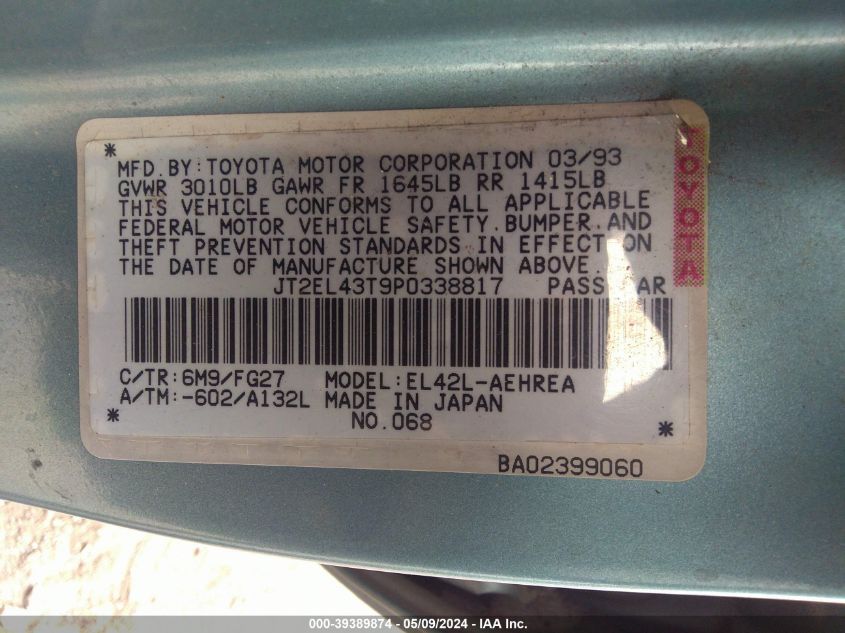 MFD.BY:TOYOTA MOTOR CORPORATION 03/93
GVWR 3010LB GAWR FR 1645LB RR 1415LB
THIS VEHICLE CONFORMS TO ALL APPLICABLE
FEDERAL MOTOR VEHICLE SAFETY.BUMPER.AND
THEFT PREVENTION STANDARDS IN EFFECT ON
THE DATE OF MANUFACTURE SHOWN ABOVE.
JT2EL43T9P0338817 PASS AR
C/TR:6M9/FG27 MODEL:EL42L-AEHREA
A/TM:-602/A132L MADE IN JAPAN
NO.068
BA02399060
TOYOTA
000-39389874 / 05/09/2024 - IAA Inc.